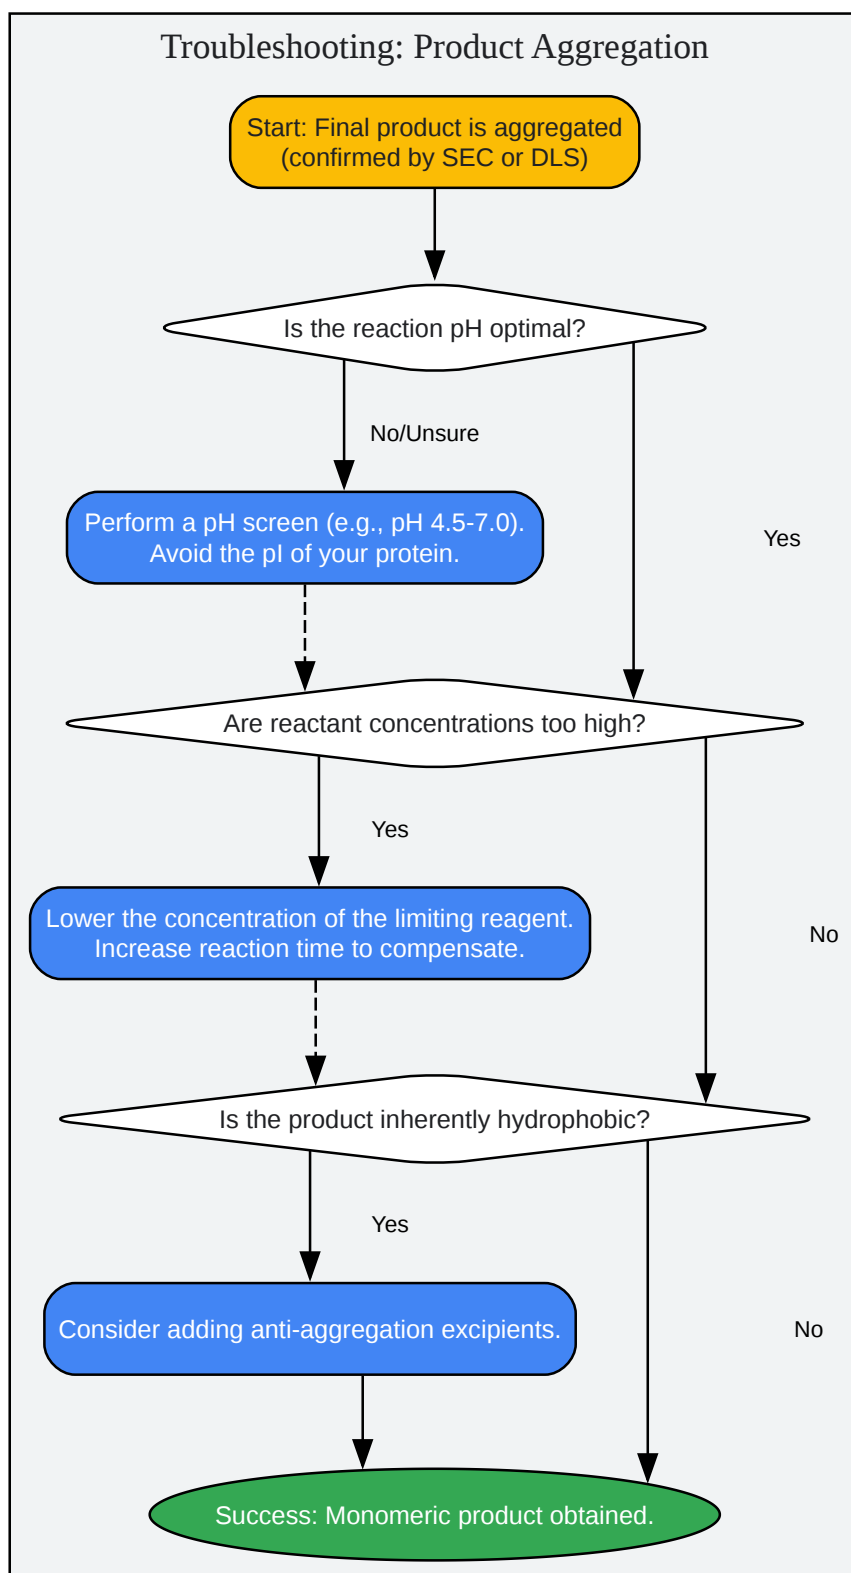 Troubleshooting: Product Aggregation
Start: Final product is aggregated
(confirmed by SEC or DLS)
Is the reaction pH optimal?
No/Unsure
Perform a pH screen (e.g., pH 4.5-7.0).
Avoid the pI of your protein.
Yes
Are reactant concentrations too high?
Yes
Lower the concentration of the limiting reagent.
Increase reaction time to compensate.
No
Is the product inherently hydrophobic?
Yes
Consider adding anti-aggregation excipients.
No
Success: Monomeric product obtained.